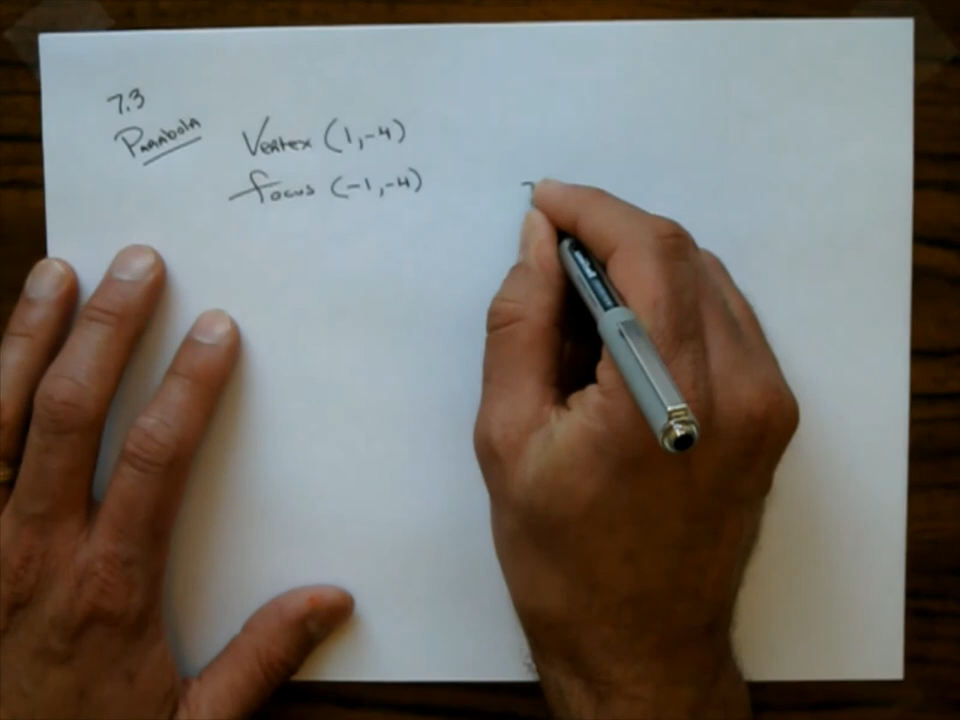 7.3
Parabola
Vertex (1,-4)
focus (-1,-4)